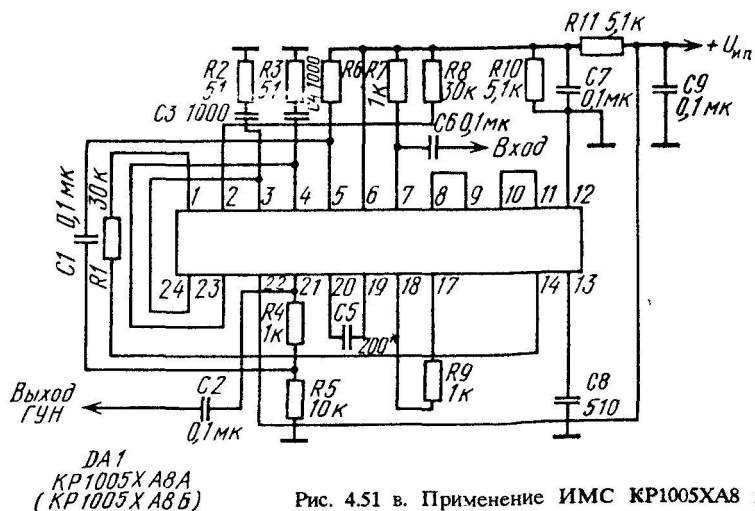 R11 5,1к
+Uип
R2 51
R3 51
C4 1000
R6
R7 1к
R8 30к
R10 5,1к
C7 0,1мк
C9 0,1мк
C3 1000
C6 0,1мк
Вход
C1 0,1мк
R1 30к
1 2 3 4 5 6 7 8 9 10 11 12
24 23 22 21 20 19 18 17 14 13
R4 1к
C5 200*
R9 1к
C8 510
C2 0,1мк
R5 10к
Выход
ГУН
DA1
КР1005ХА8А
(КР1005ХА8Б)
Рис. 4.51 в. Применение ИМС КР1005ХА8